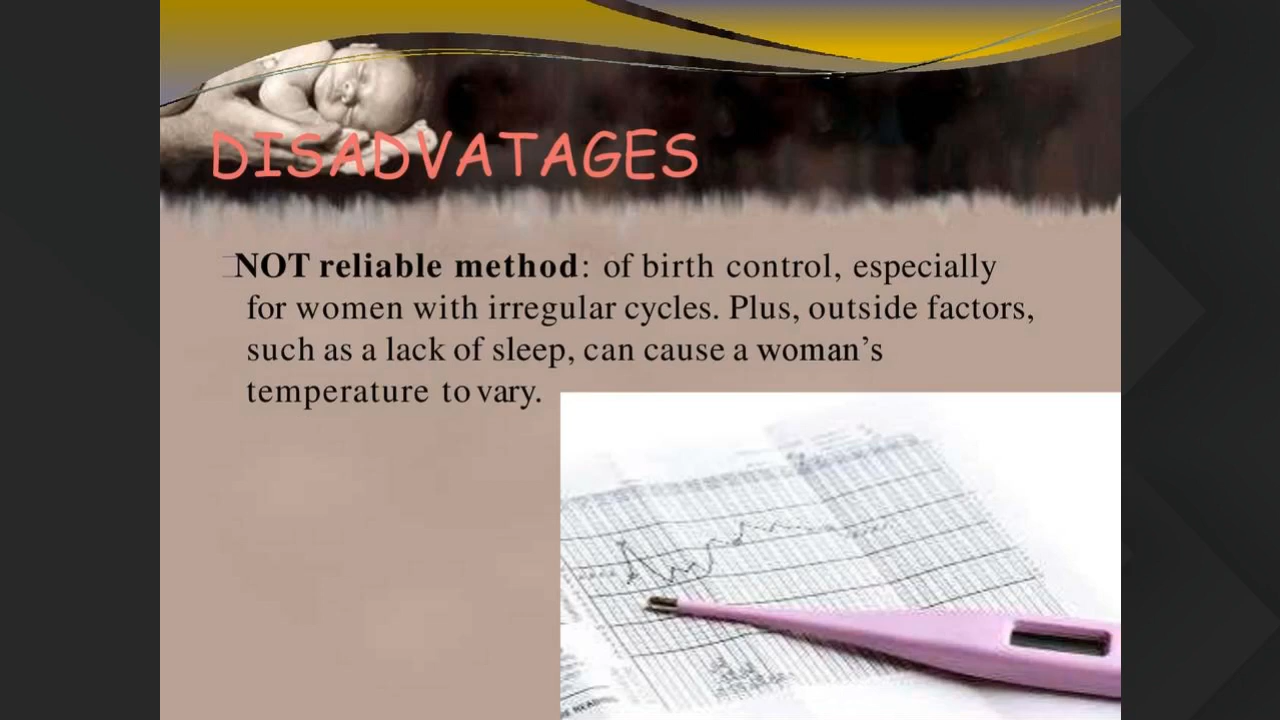 DISADVATAGES
NOT reliable method: of birth control, especially
for women with irregular cycles. Plus, outside factors,
such as a lack of sleep, can cause a woman’s
temperature to vary.